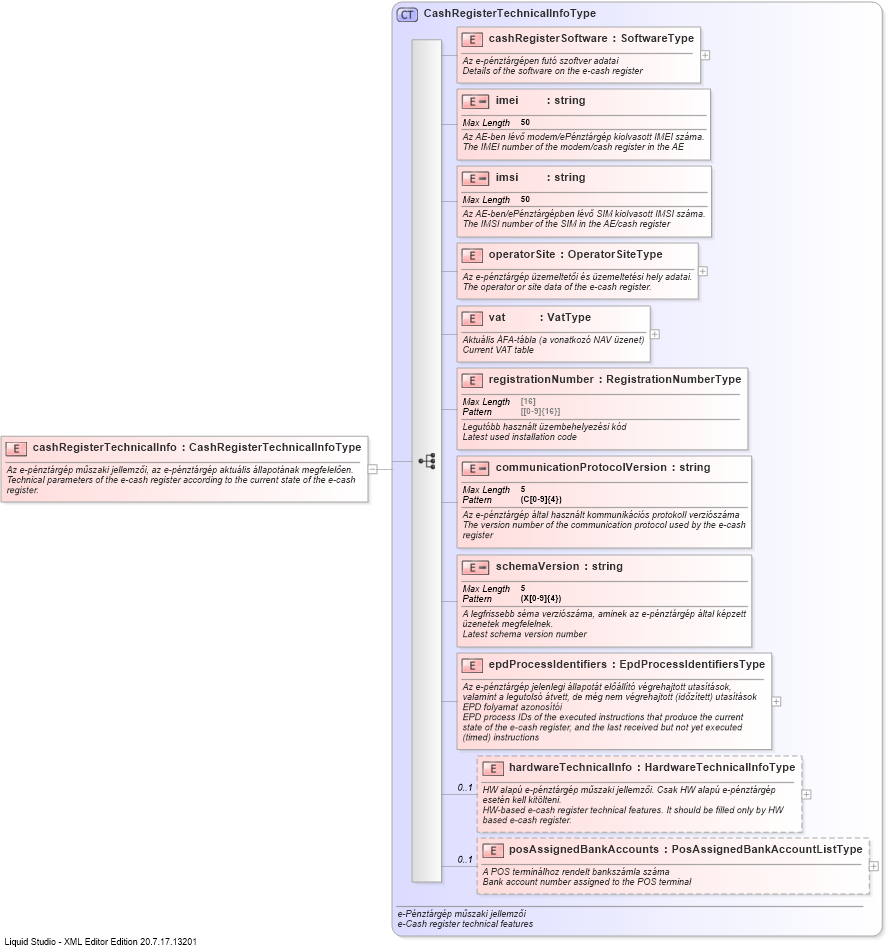 CT CashRegisterTechnicalInfoType
E cashRegisterSoftware : SoftwareType
Az e-pénztárgépen futó szoftver adatai
Details of the software on the e-cash register
E imei : string
Max Length 50
Az AE-ben lévő modem/ePénztárgép kiolvasott IMEI száma.
The IMEI number of the modem/cash register in the AE
E imsi : string
Max Length 50
Az AE-ben/ePénztárgépben lévő SIM kiolvasott IMSI száma.
The IMSI number of the SIM in the AE/cash register
E operatorSite : OperatorSiteType
Az e-pénztárgép üzemeltetői és üzemeltetési hely adatai.
The operator or site data of the e-cash register.
E vat : VatType
Aktuális ÁFA-tábla (a vonatkozó NAV üzenet)
Current VAT table
E registrationNumber : RegistrationNumberType
Max Length [16]
Pattern [[0-9]{16}]
Legutóbb használt üzembehelyezési kód
Latest used installation code
E cashRegisterTechnicalInfo : CashRegisterTechnicalInfoType
Az e-pénztárgép műszaki jellemzői, az e-pénztárgép aktuális állapotának megfelelően.
Technical parameters of the e-cash register according to the current state of the e-cash
register.
E communicationProtocolVersion : string
Max Length 5
Pattern (C[0-9]{4})
Az e-pénztárgép által használt kommunikációs protokoll verziószáma
The version number of the communication protocol used by the e-cash
register
E schemaVersion : string
Max Length 5
Pattern (X[0-9]{4})
A legfrissebb séma verziószáma, aminek az e-pénztárgép által képzett
üzenetek megfelelnek.
Latest schema version number
E epdProcessIdentifiers : EpdProcessIdentifiersType
Az e-pénztárgép jelenlegi állapotát előállító végrehajtott utasítások,
valamint a legutolsó átvett, de még nem végrehajtott (időzített) utasítások
EPD folyamat azonosítói
EPD process IDs of the executed instructions that produce the current
state of the e-cash register, and the last received but not yet executed
(timed) instructions
0..1
E hardwareTechnicalInfo : HardwareTechnicalInfoType
HW alapú e-pénztárgép műszaki jellemzői. Csak HW alapú e-pénztárgép
esetén kell kitölteni.
HW-based e-cash register technical features. It should be filled only by HW
based e-cash register.
0..1
E posAssignedBankAccounts : PosAssignedBankAccountListType
A POS terminálhoz rendelt bankszámla száma
Bank account number assigned to the POS terminal
e-Pénztárgép műszaki jellemzői
e-Cash register technical features
Liquid Studio - XML Editor Edition 20.7.17.13201